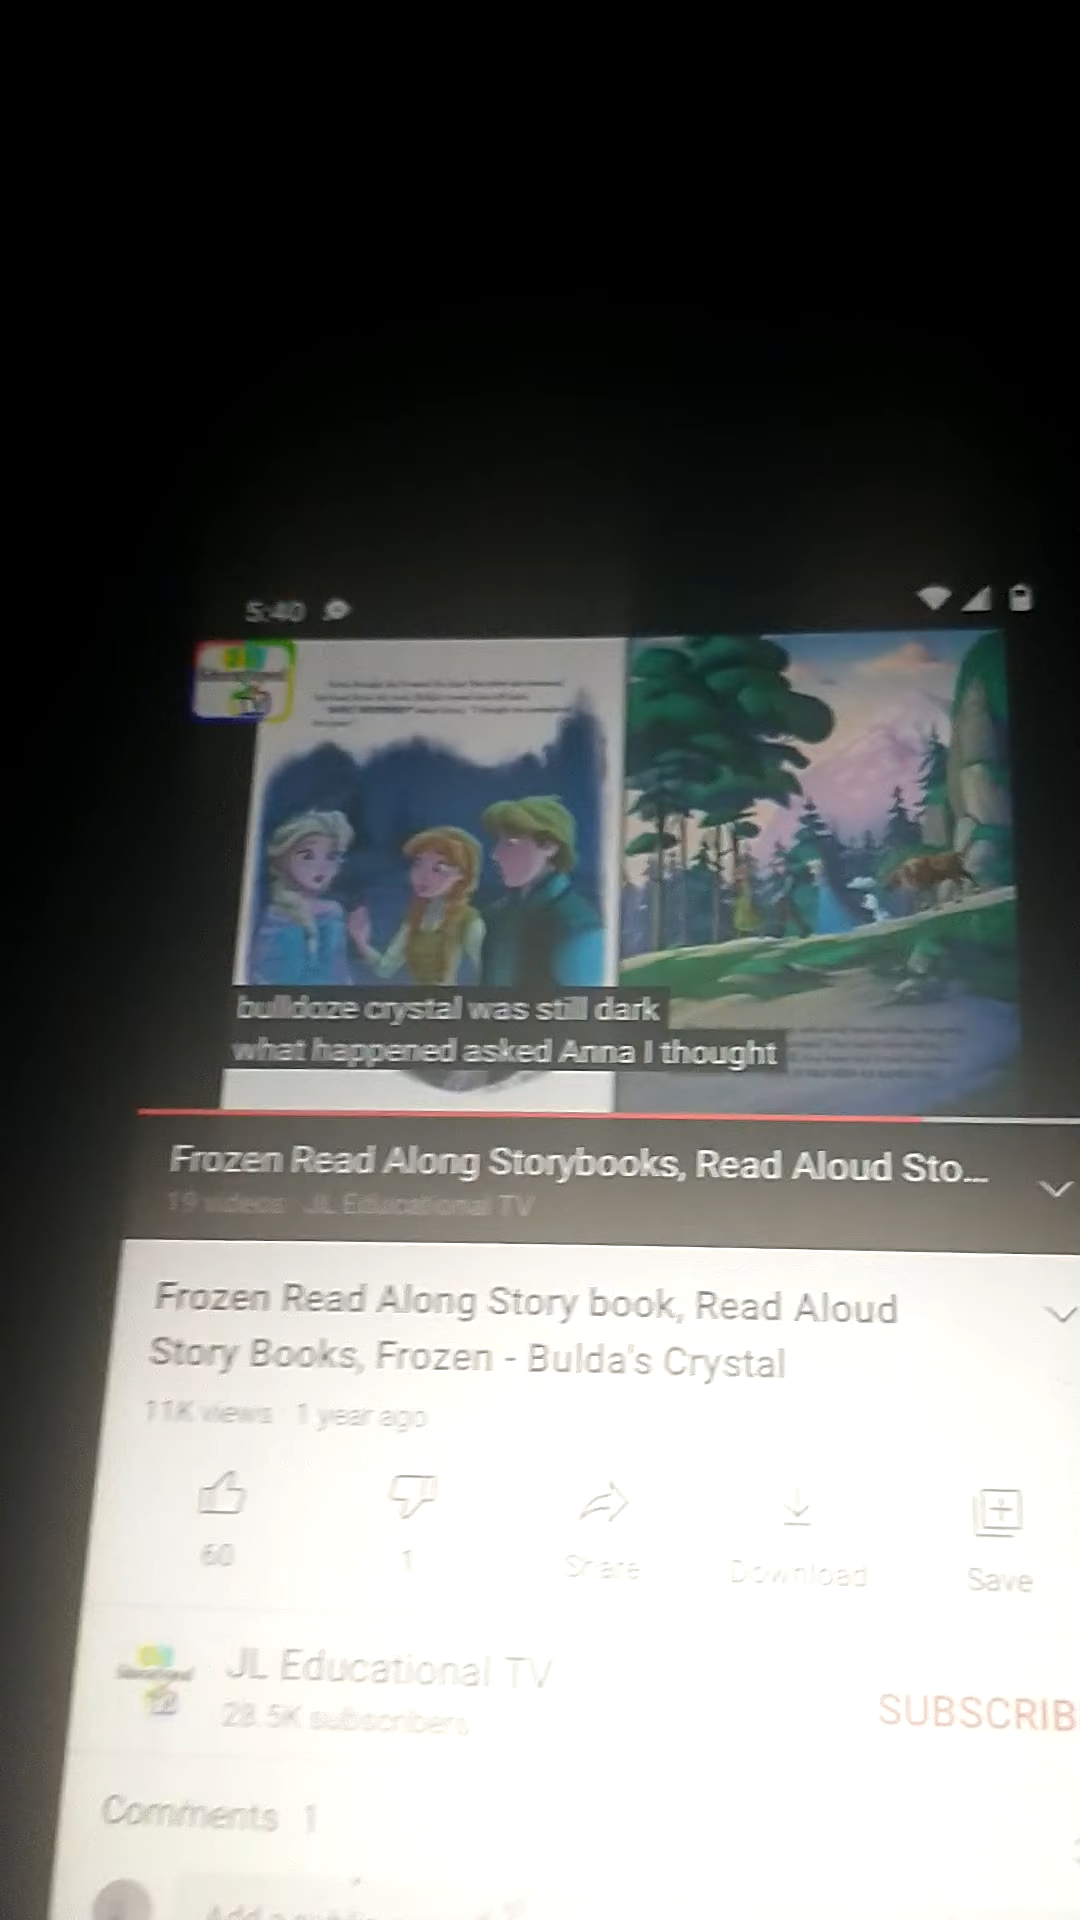 5:40
bulldoze crystal was still dark
what happened asked Anna I thought
Frozen Read Along Storybooks, Read Aloud Sto...
19 videos · JL Educational TV
Frozen Read Along Story book, Read Aloud
Story Books, Frozen - Bulda's Crystal
11K views · 1 year ago
60
1
Share
Download
Save
JL Educational TV
28.5K subscribers
SUBSCRIB
Comments 1